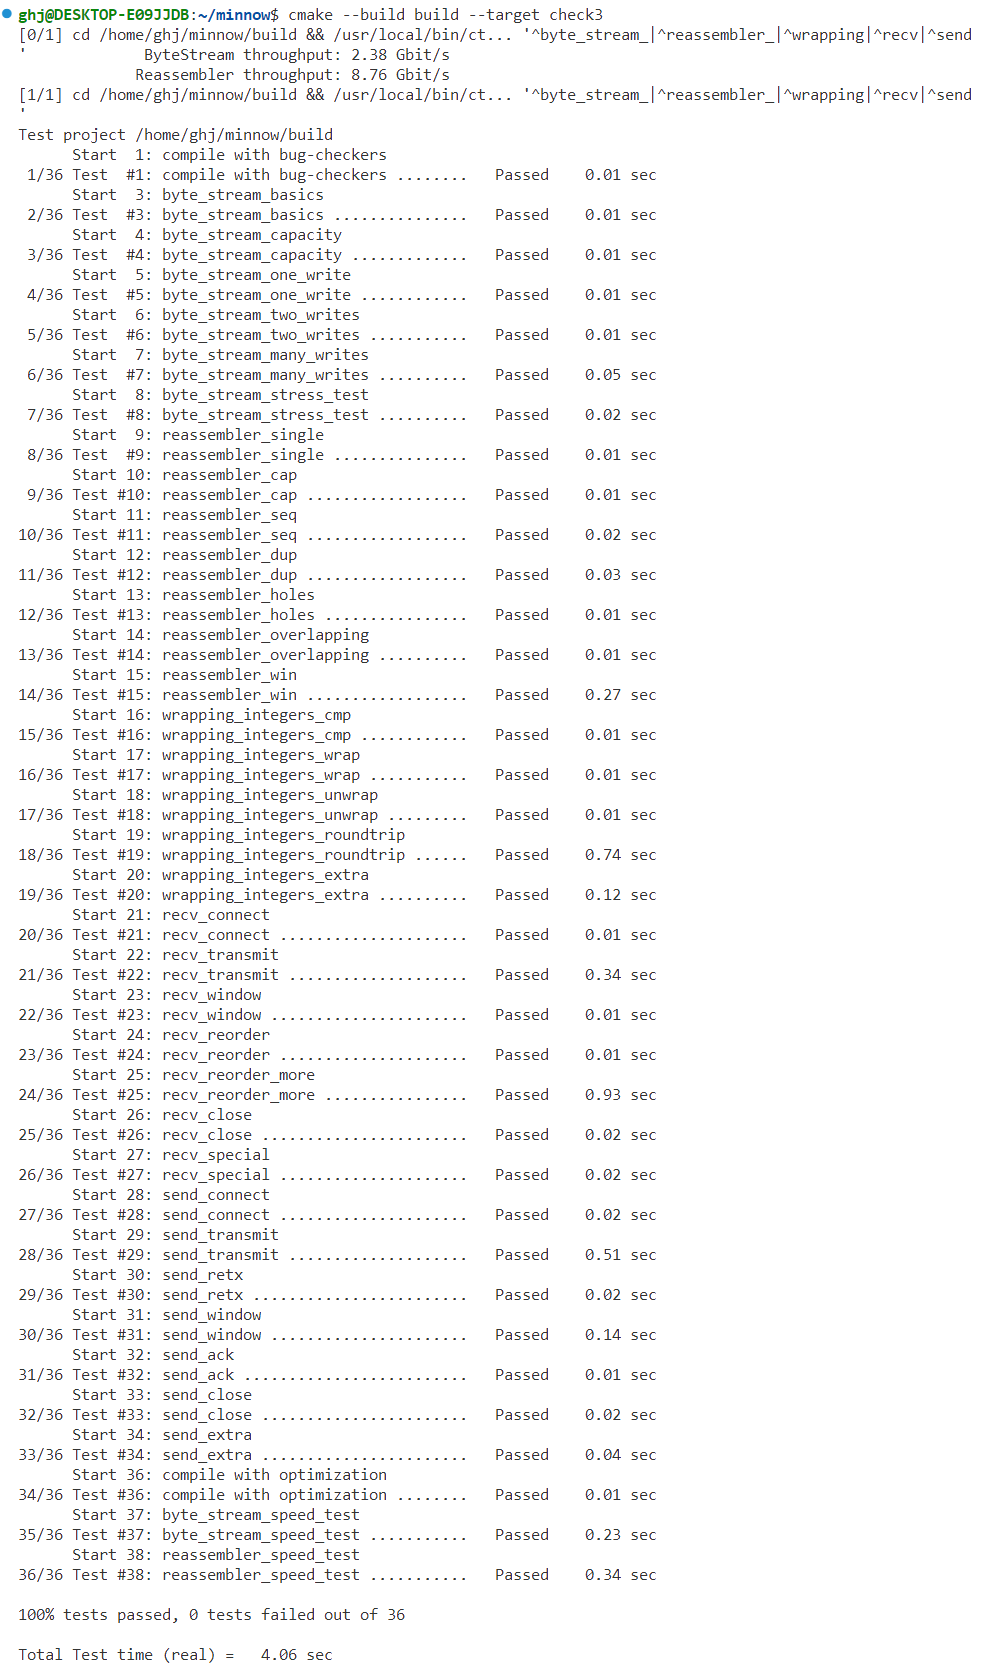 ghj@DESKTOP-E09JJDB:~/minnow$ cmake --build build --target check3
[0/1] cd /home/ghj/minnow/build && /usr/local/bin/ct... '^byte_stream_|^reassembler_|^wrapping|^recv|^send
'             ByteStream throughput: 2.38 Gbit/s
             Reassembler throughput: 8.76 Gbit/s
[1/1] cd /home/ghj/minnow/build && /usr/local/bin/ct... '^byte_stream_|^reassembler_|^wrapping|^recv|^send
'
Test project /home/ghj/minnow/build
      Start  1: compile with bug-checkers
 1/36 Test  #1: compile with bug-checkers ........   Passed    0.01 sec
      Start  3: byte_stream_basics
 2/36 Test  #3: byte_stream_basics ...............   Passed    0.01 sec
      Start  4: byte_stream_capacity
 3/36 Test  #4: byte_stream_capacity .............   Passed    0.01 sec
      Start  5: byte_stream_one_write
 4/36 Test  #5: byte_stream_one_write ............   Passed    0.01 sec
      Start  6: byte_stream_two_writes
 5/36 Test  #6: byte_stream_two_writes ...........   Passed    0.01 sec
      Start  7: byte_stream_many_writes
 6/36 Test  #7: byte_stream_many_writes ..........   Passed    0.05 sec
      Start  8: byte_stream_stress_test
 7/36 Test  #8: byte_stream_stress_test ..........   Passed    0.02 sec
      Start  9: reassembler_single
 8/36 Test  #9: reassembler_single ...............   Passed    0.01 sec
      Start 10: reassembler_cap
 9/36 Test #10: reassembler_cap ..................   Passed    0.01 sec
      Start 11: reassembler_seq
10/36 Test #11: reassembler_seq ..................   Passed    0.02 sec
      Start 12: reassembler_dup
11/36 Test #12: reassembler_dup ..................   Passed    0.03 sec
      Start 13: reassembler_holes
12/36 Test #13: reassembler_holes ................   Passed    0.01 sec
      Start 14: reassembler_overlapping
13/36 Test #14: reassembler_overlapping ..........   Passed    0.01 sec
      Start 15: reassembler_win
14/36 Test #15: reassembler_win ..................   Passed    0.27 sec
      Start 16: wrapping_integers_cmp
15/36 Test #16: wrapping_integers_cmp ............   Passed    0.01 sec
      Start 17: wrapping_integers_wrap
16/36 Test #17: wrapping_integers_wrap ...........   Passed    0.01 sec
      Start 18: wrapping_integers_unwrap
17/36 Test #18: wrapping_integers_unwrap .........   Passed    0.01 sec
      Start 19: wrapping_integers_roundtrip
18/36 Test #19: wrapping_integers_roundtrip ......   Passed    0.74 sec
      Start 20: wrapping_integers_extra
19/36 Test #20: wrapping_integers_extra ..........   Passed    0.12 sec
      Start 21: recv_connect
20/36 Test #21: recv_connect .....................   Passed    0.01 sec
      Start 22: recv_transmit
21/36 Test #22: recv_transmit ....................   Passed    0.34 sec
      Start 23: recv_window
22/36 Test #23: recv_window ......................   Passed    0.01 sec
      Start 24: recv_reorder
23/36 Test #24: recv_reorder .....................   Passed    0.01 sec
      Start 25: recv_reorder_more
24/36 Test #25: recv_reorder_more ................   Passed    0.93 sec
      Start 26: recv_close
25/36 Test #26: recv_close .......................   Passed    0.02 sec
      Start 27: recv_special
26/36 Test #27: recv_special .....................   Passed    0.02 sec
      Start 28: send_connect
27/36 Test #28: send_connect .....................   Passed    0.02 sec
      Start 29: send_transmit
28/36 Test #29: send_transmit ....................   Passed    0.51 sec
      Start 30: send_retx
29/36 Test #30: send_retx ........................   Passed    0.02 sec
      Start 31: send_window
30/36 Test #31: send_window ......................   Passed    0.14 sec
      Start 32: send_ack
31/36 Test #32: send_ack .........................   Passed    0.01 sec
      Start 33: send_close
32/36 Test #33: send_close .......................   Passed    0.02 sec
      Start 34: send_extra
33/36 Test #34: send_extra .......................   Passed    0.04 sec
      Start 36: compile with optimization
34/36 Test #36: compile with optimization ........   Passed    0.01 sec
      Start 37: byte_stream_speed_test
35/36 Test #37: byte_stream_speed_test ...........   Passed    0.23 sec
      Start 38: reassembler_speed_test
36/36 Test #38: reassembler_speed_test ...........   Passed    0.34 sec

100% tests passed, 0 tests failed out of 36

Total Test time (real) =   4.06 sec